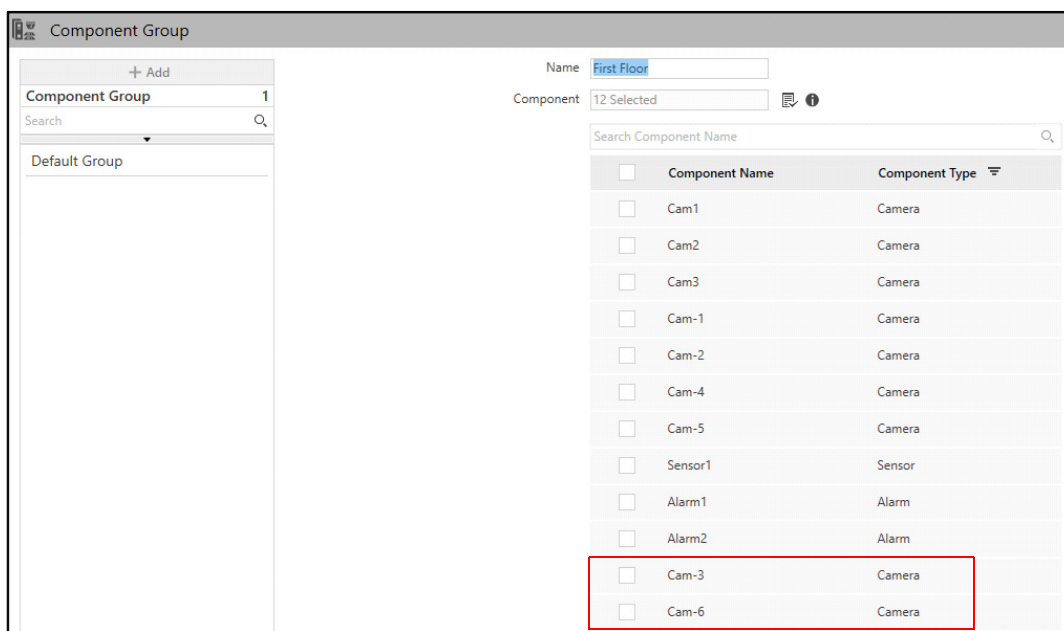 Component Group
+ Add
Component Group 1
Search
Default Group
Name First Floor
Component 12 Selected
Search Component Name
Component Name Component Type
Cam1 Camera
Cam2 Camera
Cam3 Camera
Cam-1 Camera
Cam-2 Camera
Cam-4 Camera
Cam-5 Camera
Sensor1 Sensor
Alarm1 Alarm
Alarm2 Alarm
Cam-3 Camera
Cam-6 Camera